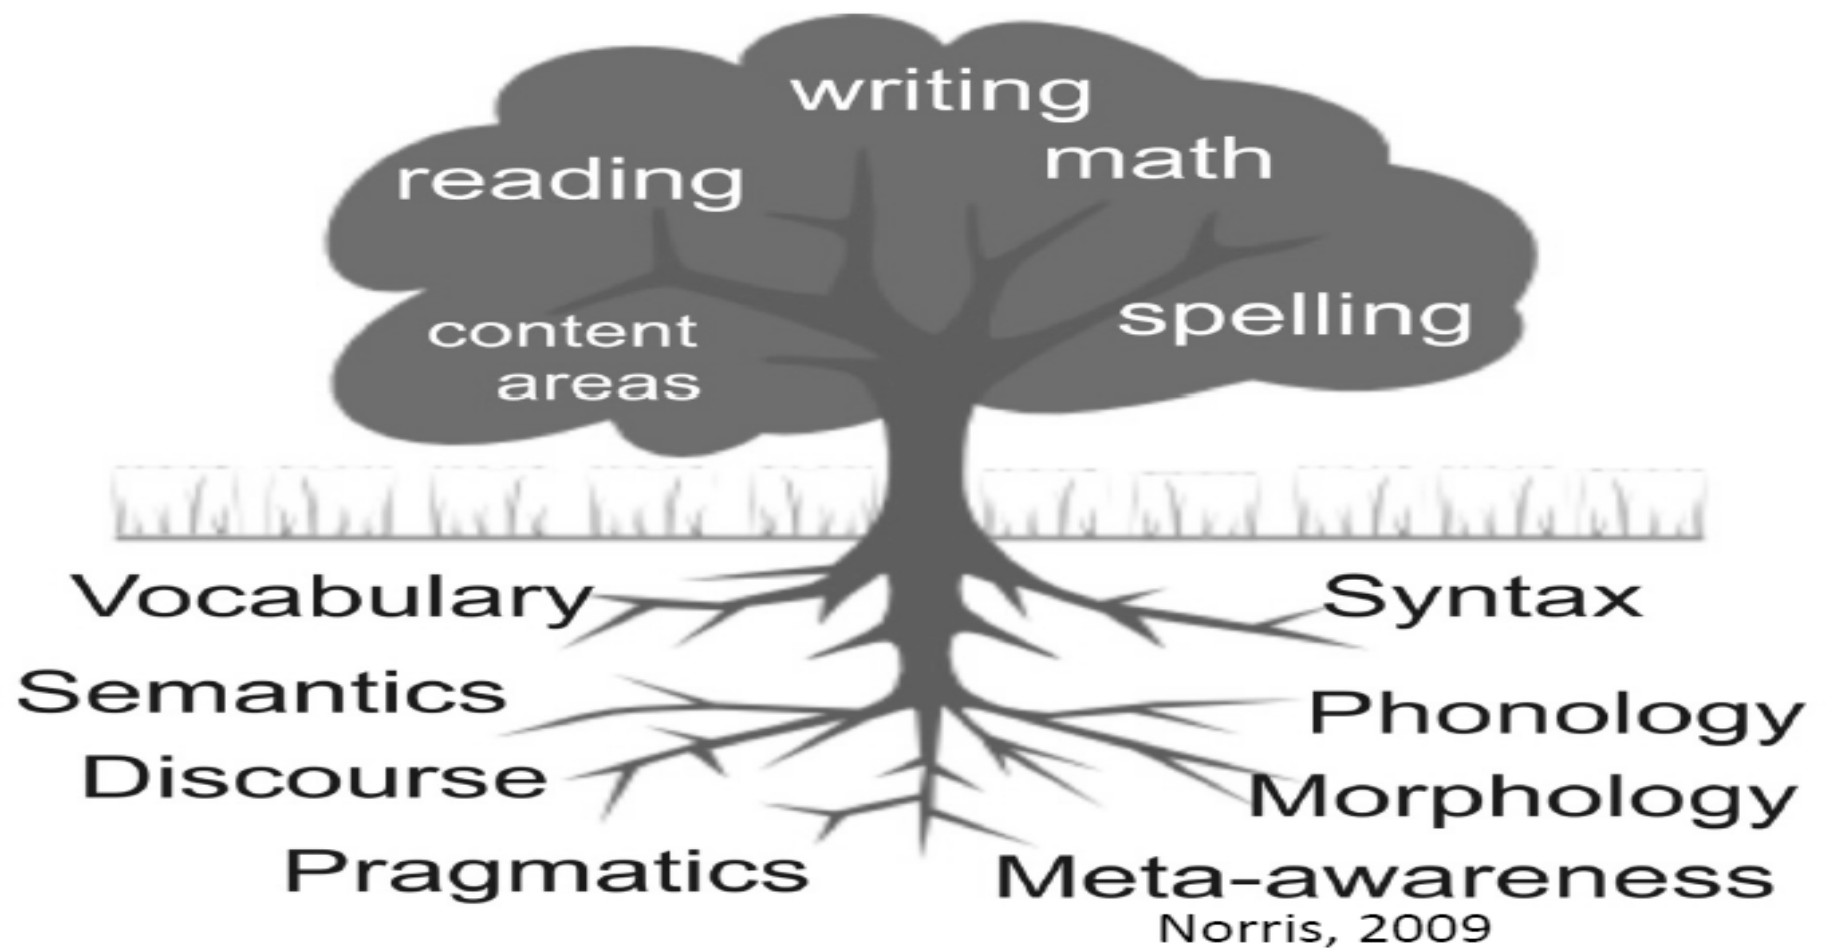 writing
math
reading
spelling
content
areas
Vocabulary
Syntax
Semantics
Phonology
Discourse
Morphology
Pragmatics
Meta-awareness
Norris, 2009